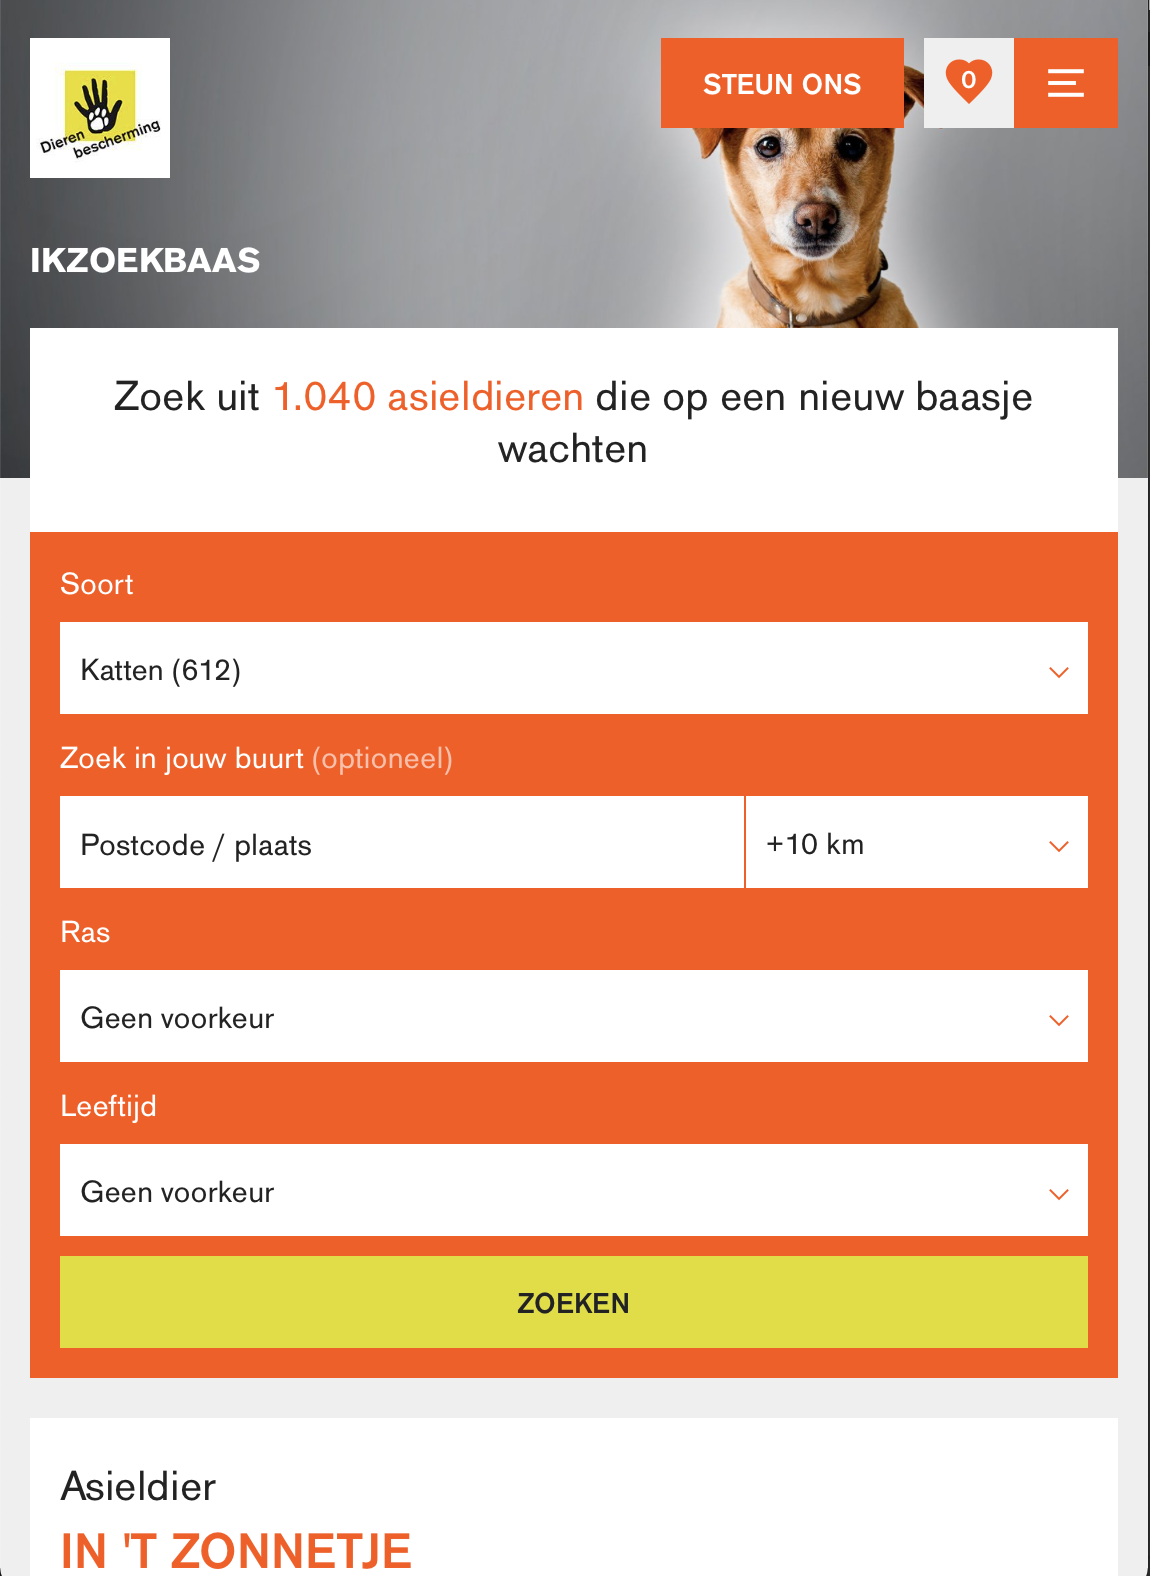 Dieren
bescherming
STEUN ONS
0
IKZOEKBAAS
Zoek uit 1.040 asieldieren die op een nieuw baasje
wachten
Soort
Katten (612)
Zoek in jouw buurt (optioneel)
Postcode / plaats
+10 km
Ras
Geen voorkeur
Leeftijd
Geen voorkeur
ZOEKEN
Asieldier
IN 'T ZONNETJE